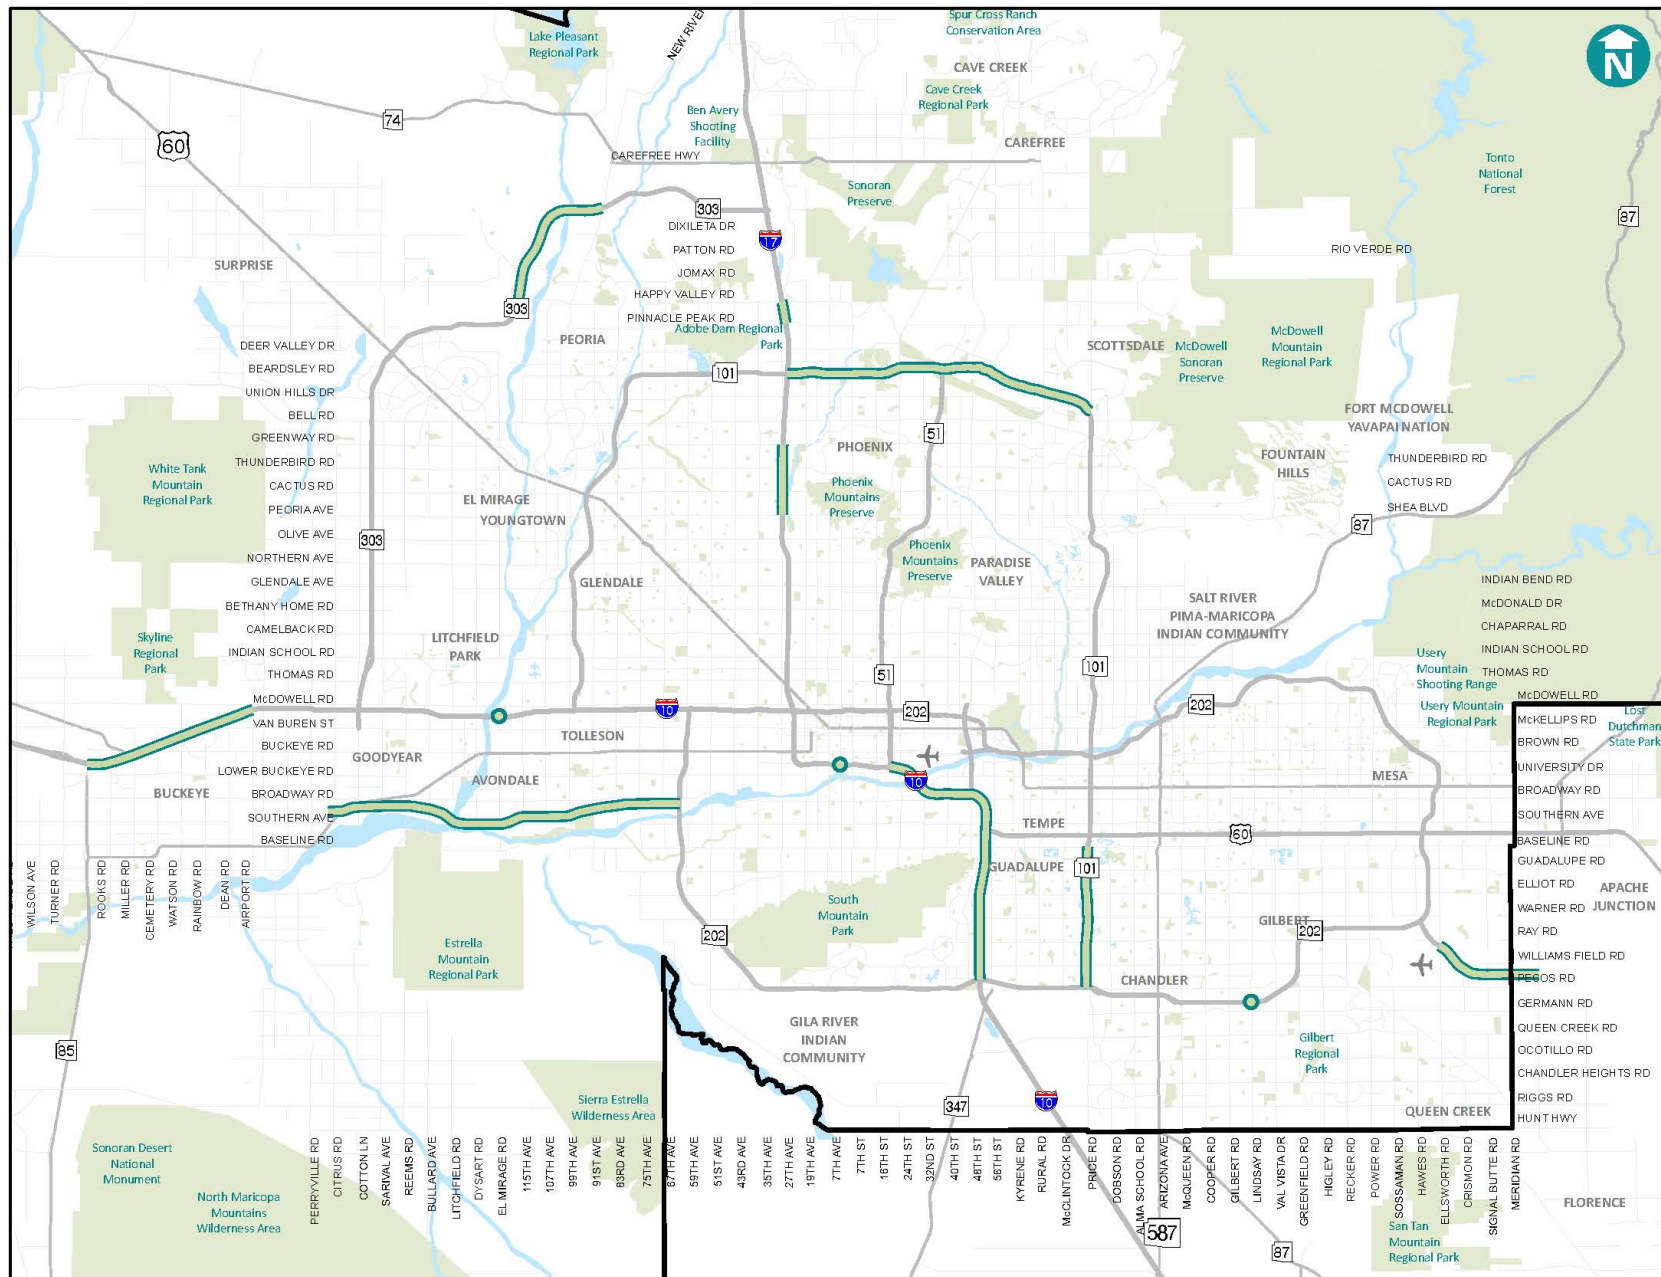 Lake Pleasant
Regional Park
NEW RIVER
Spur Cross Ranch
Conservation Area
CAVE CREEK
Cave Creek
Regional Park
N
74
60
Ben Avery
Shooting
Facility
CAREFREE HWY
CAREFREE
Tonto
National
Forest
Sonoran
Preserve
303
87
17
DIXILETA DR
PATTON RD
JOMAX RD
HAPPY VALLEY RD
PINNACLE PEAK RD
RIO VERDE RD
SURPRISE
303
PEORIA
Adobe Dam Regional
Park
SCOTTSDALE
McDowell
Sonoran
Preserve
McDowell
Mountain
Regional Park
DEER VALLEY DR
BEARDSLEY RD
UNION HILLS DR
BELL RD
GREENWAY RD
THUNDERBIRD RD
CACTUS RD
PEORIA AVE
OLIVE AVE
NORTHERN AVE
GLENDALE AVE
BETHANY HOME RD
CAMELBACK RD
INDIAN SCHOOL RD
THOMAS RD
McDOWELL RD
VAN BUREN ST
BUCKEYE RD
LOWER BUCKEYE RD
BROADWAY RD
SOUTHERN AVE
BASELINE RD
101
51
PHOENIX
FORT MCDOWELL
YAVAPAI NATION
FOUNTAIN
HILLS
THUNDERBIRD RD
CACTUS RD
SHEA BLVD
87
White Tank
Mountain
Regional Park
EL MIRAGE
YOUNGTOWN
Phoenix
Mountains
Preserve
303
Phoenix
Mountains
Preserve
PARADISE
VALLEY
GLENDALE
SALT RIVER
PIMA-MARICOPA
INDIAN COMMUNITY
INDIAN BEND RD
McDONALD DR
CHAPARRAL RD
INDIAN SCHOOL RD
THOMAS RD
McDOWELL RD
McKELLIPS RD
BROWN RD
UNIVERSITY DR
BROADWAY RD
SOUTHERN AVE
BASELINE RD
GUADALUPE RD
ELLIOT RD
WARNER RD
RAY RD
WILLIAMS FIELD RD
PECOS RD
GERMANN RD
QUEEN CREEK RD
OCOTILLO RD
CHANDLER HEIGHTS RD
RIGGS RD
HUNT HWY
Skyline
Regional
Park
LITCHFIELD
PARK
51
101
Usery
Mountain
Shooting Range
Usery Mountain
Regional Park
Lost
Dutchman
State Park
10
202
202
TOLLESON
GOODYEAR
AVONDALE
BUCKEYE
10
MESA
TEMPE
60
GUADALUPE
101
APACHE
JUNCTION
South
Mountain
Park
GILBERT
202
202
Estrella
Mountain
Regional Park
CHANDLER
GILA RIVER
INDIAN
COMMUNITY
Gilbert
Regional
Park
85
Sierra Estrella
Wilderness Area
347
10
QUEEN CREEK
Sonoran Desert
National
Monument
North Maricopa
Mountains
Wilderness Area
FLORENCE
587
87
San Tan
Mountain
Regional Park
WILSON AVE
TURNER RD
ROOKS RD
MILLER RD
CEMETERY RD
WATSON RD
RAINBOW RD
DEAN RD
AIRPORT RD
PERRYVILLE RD
CITRUS RD
COTTON LN
SARIVAL AVE
REEMS RD
BULLARD AVE
LITCHFIELD RD
DYSART RD
EL MIRAGE RD
115TH AVE
107TH AVE
99TH AVE
91ST AVE
83RD AVE
75TH AVE
67TH AVE
59TH AVE
51ST AVE
43RD AVE
35TH AVE
27TH AVE
19TH AVE
7TH AVE
7TH ST
16TH ST
24TH ST
32ND ST
40TH ST
48TH ST
56TH ST
KYRENE RD
RURAL RD
McCLINTOCK DR
PRICE RD
DOBSON RD
ALMA SCHOOL RD
ARIZONA AVE
McQUEEN RD
COOPER RD
GILBERT RD
LINDSAY RD
VAL VISTA DR
GREENFIELD RD
HIGLEY RD
RECKER RD
POWER RD
SOSSAMAN RD
HAWES RD
ELLSWORTH RD
CRISMON RD
SIGNAL BUTTE RD
MERIDIAN RD